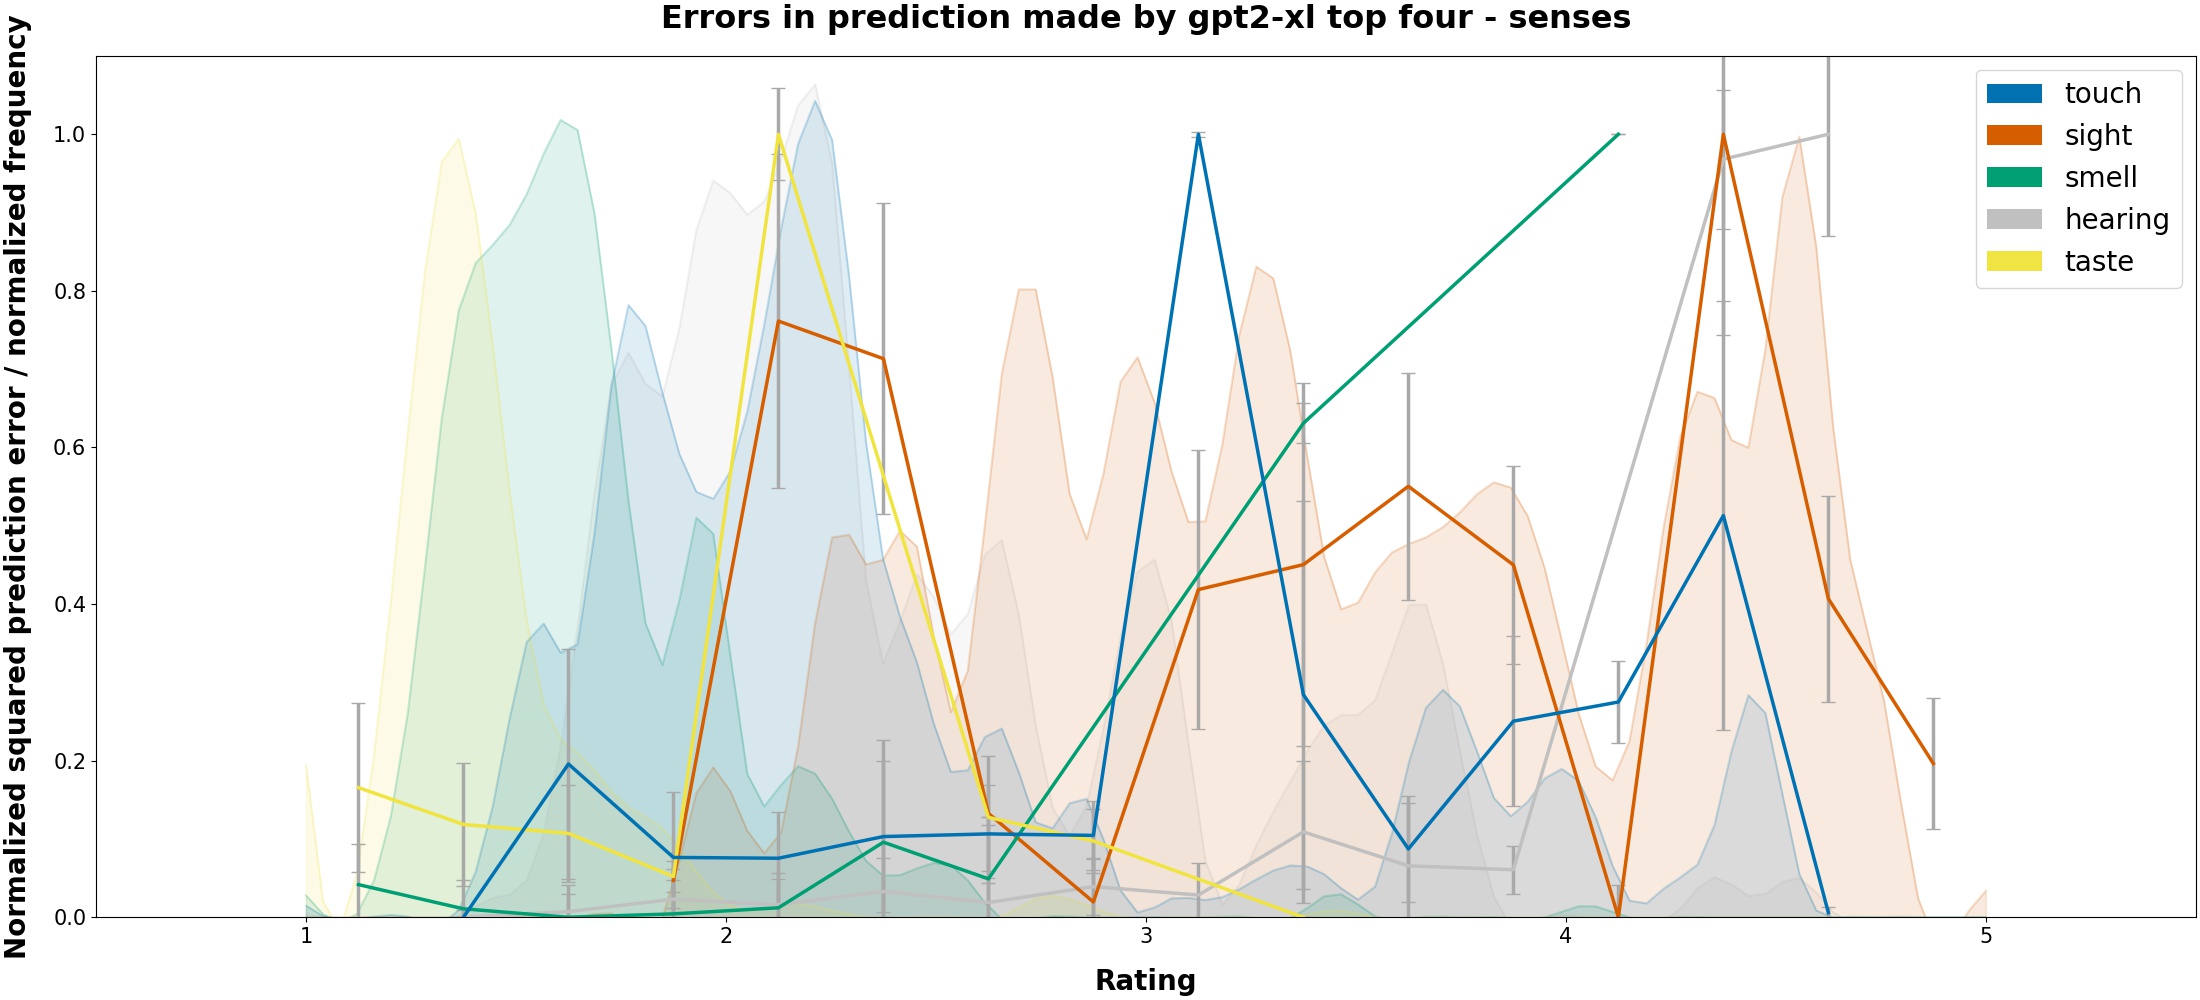 Errors in prediction made by gpt2-xl top four - senses
Normalized squared prediction error / normalized frequency
1.0
0.8
0.6
0.4
0.2
0.0
touch
sight
smell
hearing
taste
1 2 3 4 5
Rating